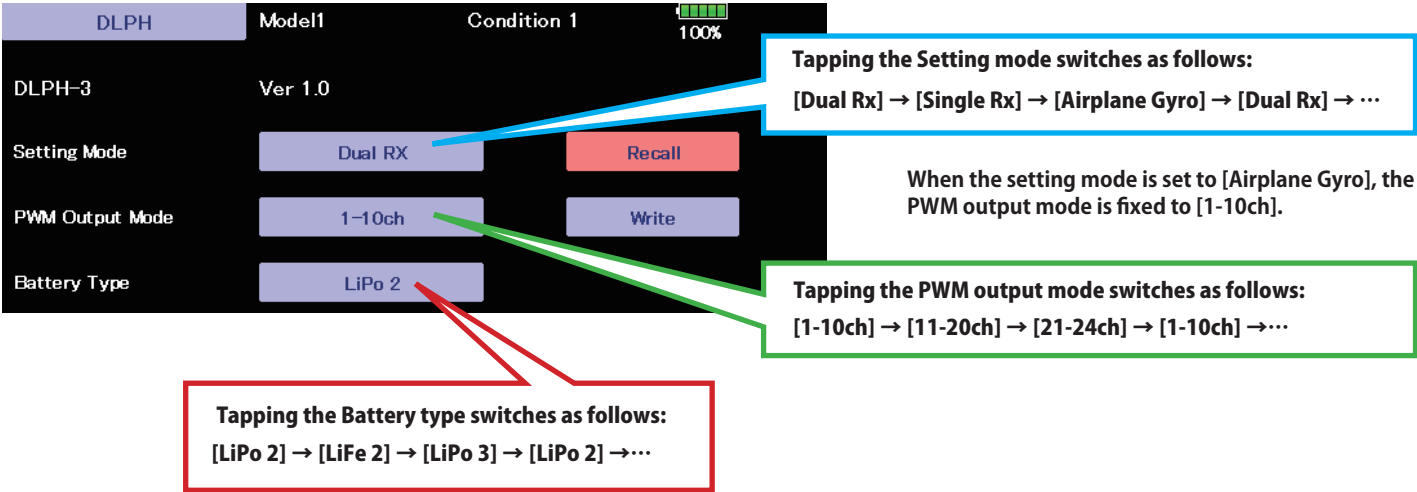 DLPH Model1 Condition 1 100%
DLPH-3 Ver 1.0
Setting Mode Dual RX Recall
PWM Output Mode 1-10ch Write
Battery Type LiPo 2
Tapping the Setting mode switches as follows:
[Dual Rx] → [Single Rx] → [Airplane Gyro] → [Dual Rx] → ⋯
When the setting mode is set to [Airplane Gyro], the
PWM output mode is fixed to [1-10ch].
Tapping the PWM output mode switches as follows:
[1-10ch] → [11-20ch] → [21-24ch] → [1-10ch] →⋯
Tapping the Battery type switches as follows:
[LiPo 2] → [LiFe 2] → [LiPo 3] → [LiPo 2] →⋯